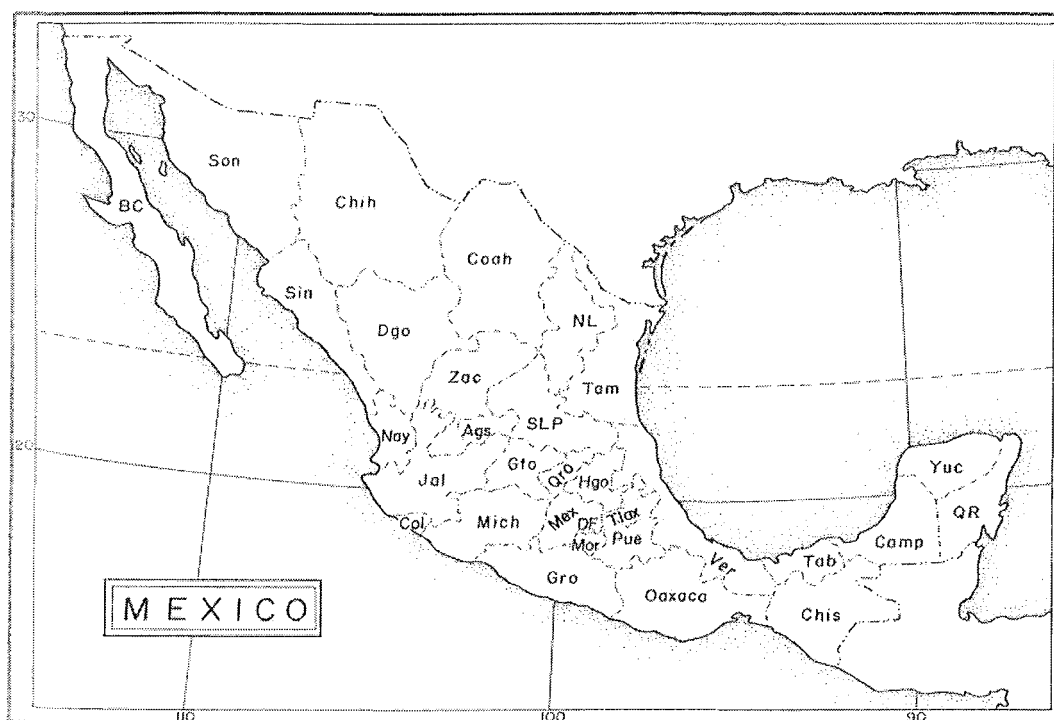 30
Son
Chih
BC
Coah
Sin
NL
Dgo
Zac
Tam
Nay
Ags
SLP
20
Jal
Gto
Qro
Hgo
Yuc
Col
Mich
Mex
DF
Tlax
QR
Mor
Pue
Camp
Gro
Ver
Tab
Oaxaca
Chis
MEXICO
110
100
90